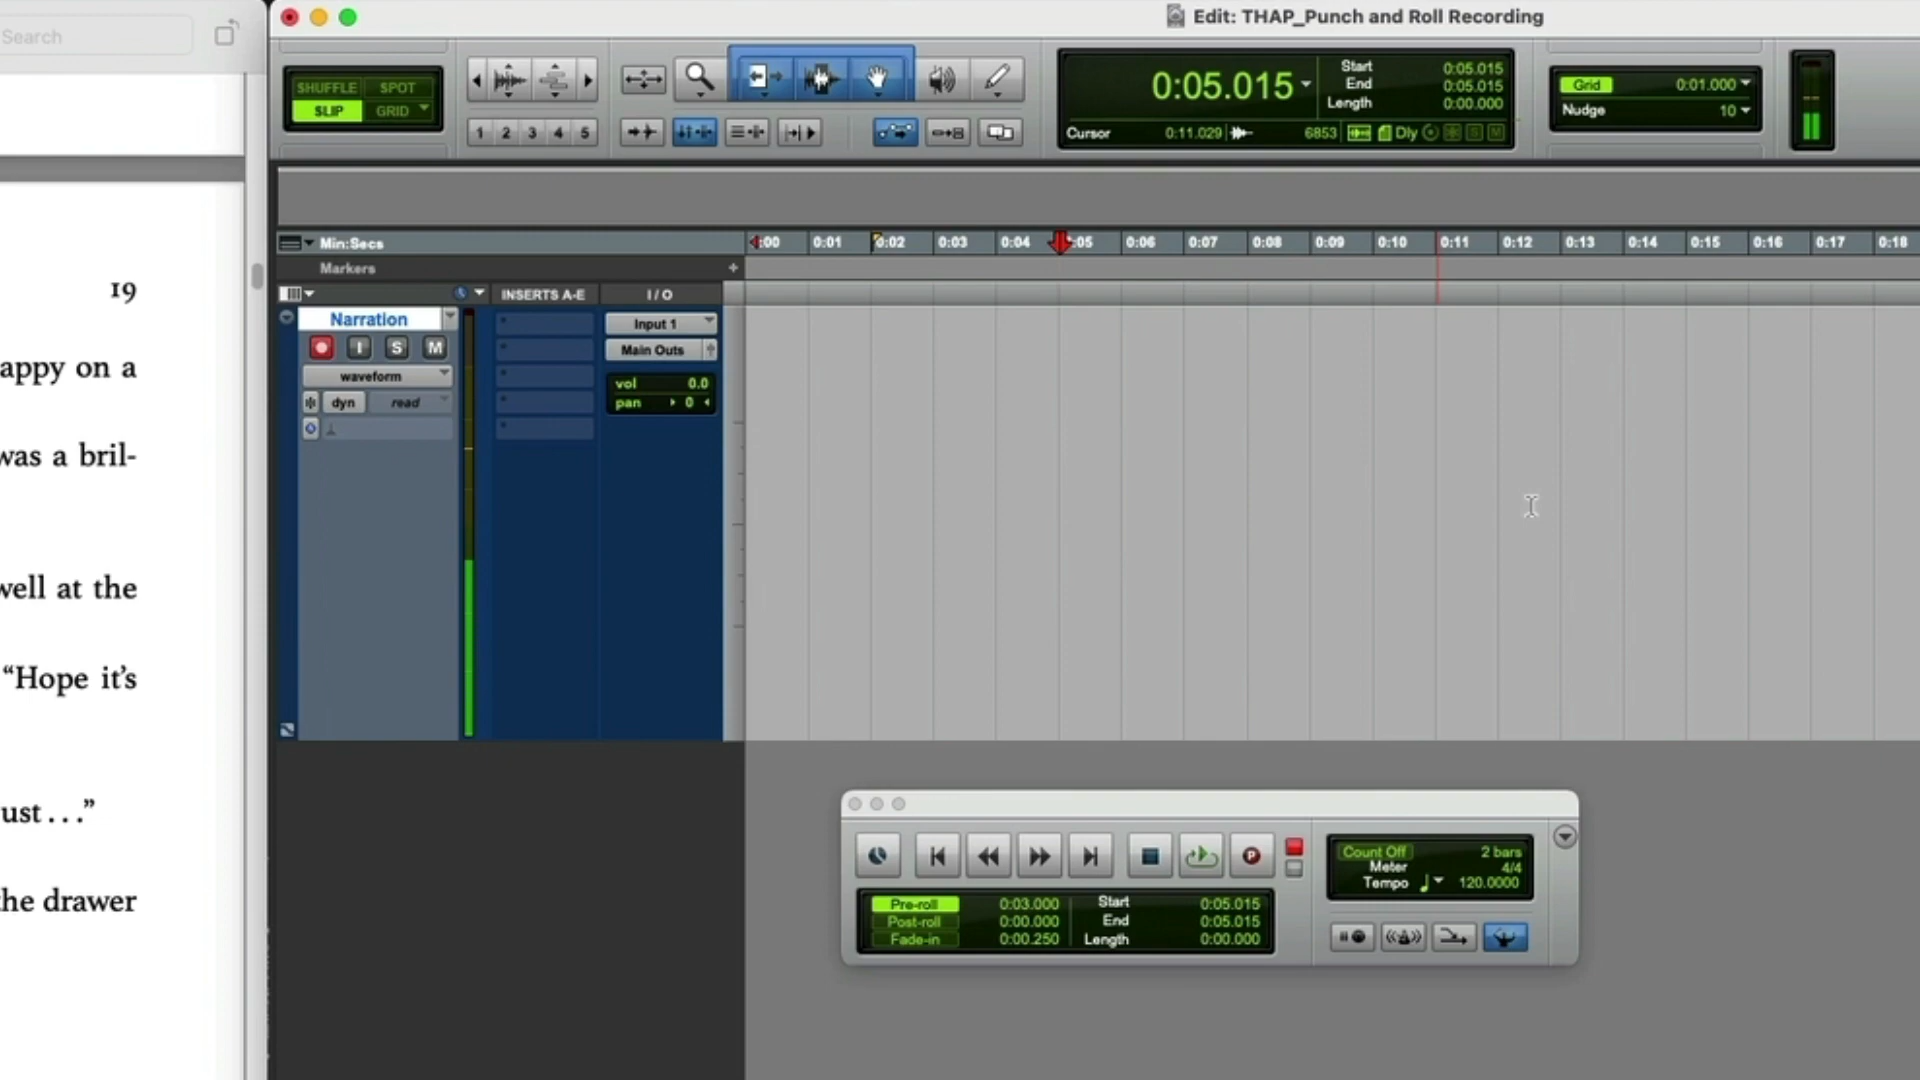 Search
19
appy on a
was a bril-
well at the
“Hope it’s
ust . . .”
the drawer
Edit: THAP_Punch and Roll Recording
SHUFFLE SPOT
SLIP GRID
1 2 3 4 5
0:05.015
Start 0:05.015
End 0:05.015
Length 0:00.000
Cursor 0:11.029 6853 Dly S M
Grid 0:01.000
Nudge 10
Min:Secs
:00 0:01 0:02 0:03 0:04 :05 0:06 0:07 0:08 0:09 0:10 0:11 0:12 0:13 0:14 0:15 0:16 0:17 0:18
Markers
INSERTS A-E I / O
Narration
I S M
waveform
dyn read
Input 1
Main Outs
vol 0.0
pan 0
P
Count Off 2 bars
Meter 4/4
Tempo 120.0000
Pre-roll 0:03.000 Start 0:05.015
Post-roll 0:00.000 End 0:05.015
Fade-in 0:00.250 Length 0:00.000